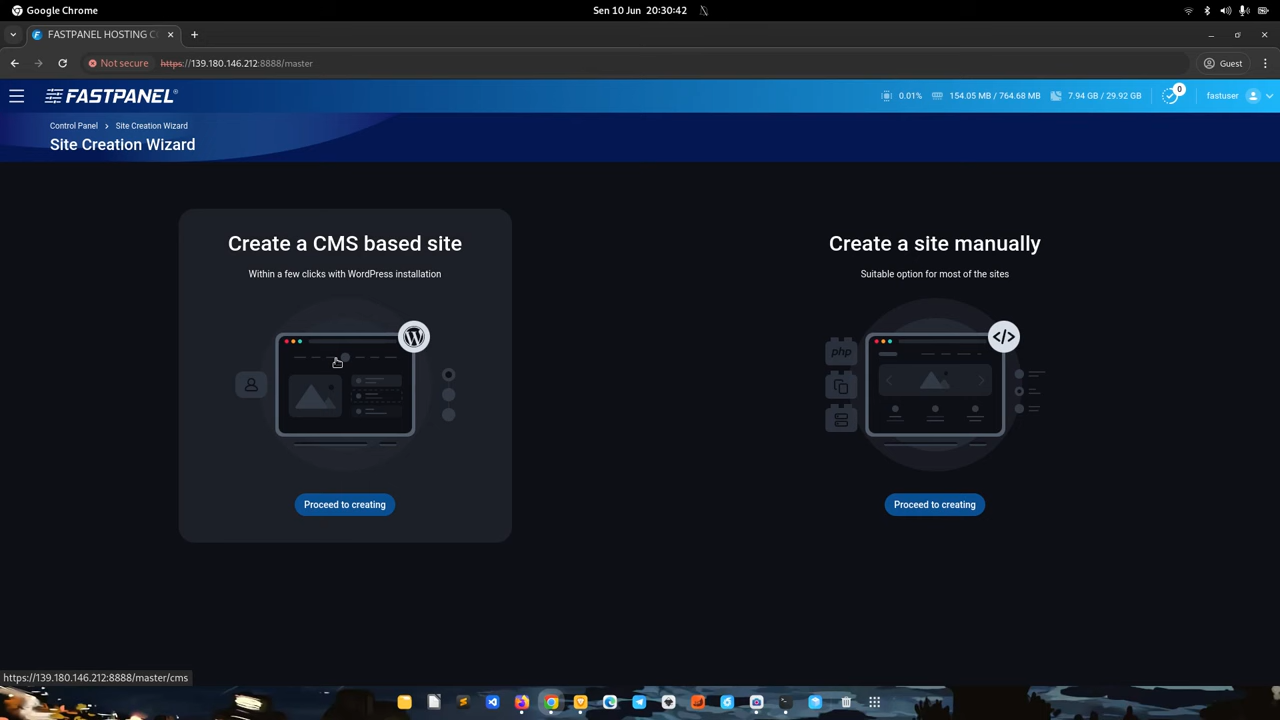 Google Chrome
Sen 10 Jun 20:30:42
FASTPANEL HOSTING C
Not secure
https://139.180.146.212:8888/master
Guest
FASTPANEL®
0.01%
154.05 MB / 764.68 MB
7.94 GB / 29.92 GB
0
fastuser
Control Panel > Site Creation Wizard
Site Creation Wizard
Create a CMS based site
Within a few clicks with WordPress installation
Proceed to creating
Create a site manually
Suitable option for most of the sites
php
</>
Proceed to creating
https://139.180.146.212:8888/master/cms